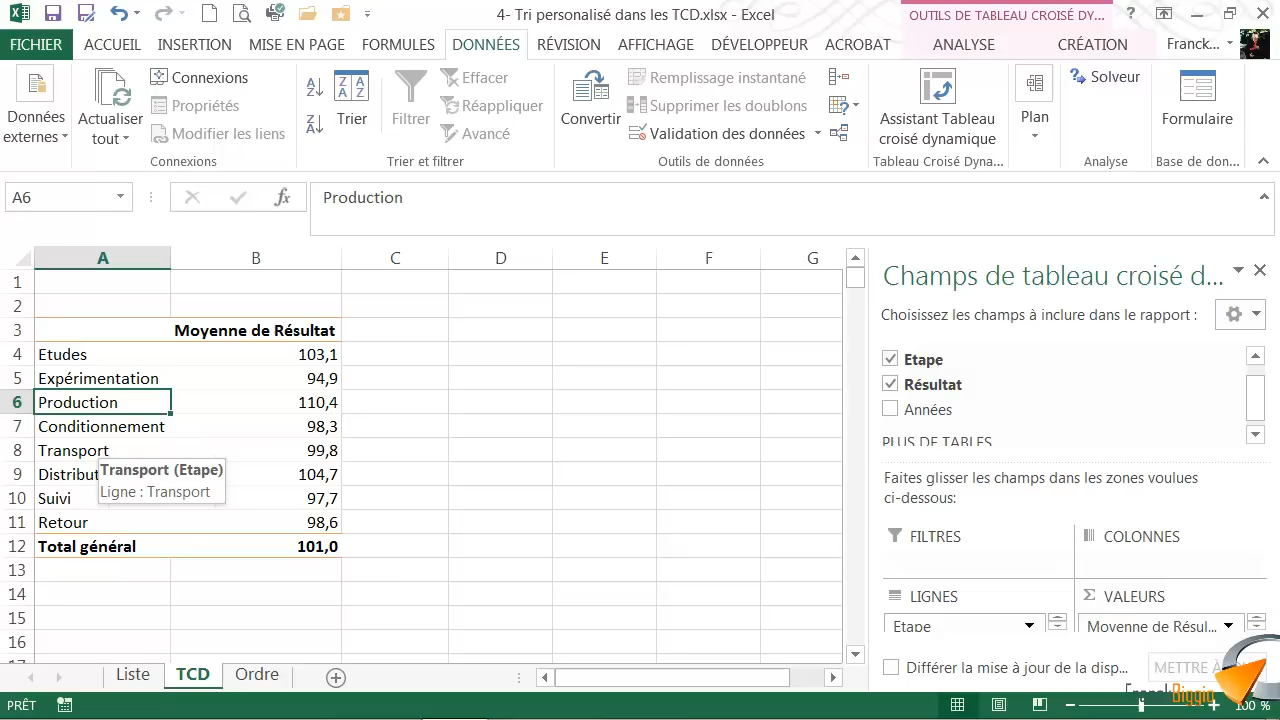 4- Tri personalisé dans les TCD.xlsx - Excel
OUTILS DE TABLEAU CROISÉ DY...
?
FICHIER ACCUEIL INSERTION MISE EN PAGE FORMULES DONNÉES RÉVISION AFFICHAGE DÉVELOPPEUR ACROBAT ANALYSE CRÉATION Franck...
Données
externes
Actualiser
tout
Connexions
Propriétés
Modifier les liens
Connexions
Trier
Filtrer
Effacer
Réappliquer
Avancé
Trier et filtrer
Convertir
Remplissage instantané
Supprimer les doublons
Validation des données
Outils de données
Assistant Tableau
croisé dynamique
Tableau Croisé Dyna...
Plan
Solveur
Analyse
Formulaire
Base de don...
A6 fx Production
A B C D E F G
1
2
3 Moyenne de Résultat
4 Etudes 103,1
5 Expérimentation 94,9
6 Production 110,4
7 Conditionnement 98,3
8 Transport 99,8
9 Distribut 104,7
10 Suivi 97,7
11 Retour 98,6
12 Total général 101,0
13
14
15
16
17
Transport (Etape)
Ligne : Transport
Champs de tableau croisé d...
Choisissez les champs à inclure dans le rapport :
Etape
Résultat
Années
PLUS DE TABLES
Faites glisser les champs dans les zones voulues
ci-dessous:
FILTRES COLONNES
LIGNES VALEURS
Etape Moyenne de Résul...
Différer la mise à jour de la disp... METTRE À
Liste TCD Ordre
Franck Biggio
PRÊT 100 %